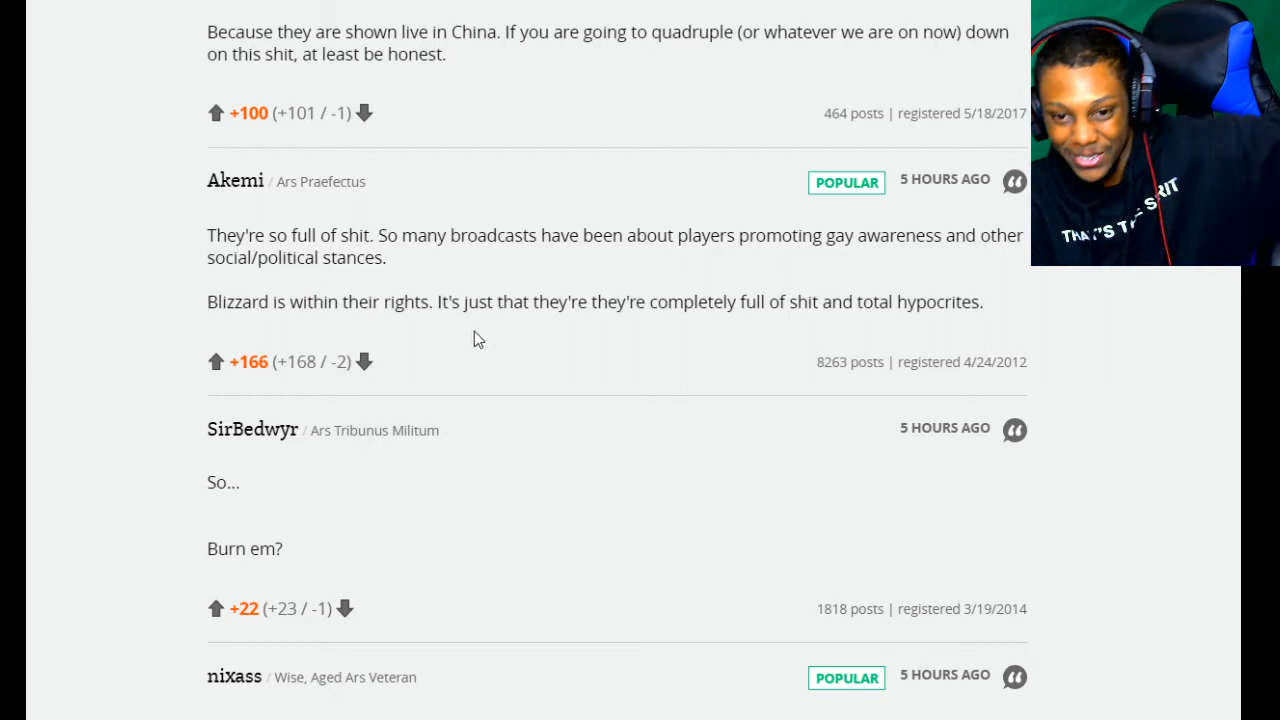 Because they are shown live in China. If you are going to quadruple (or whatever we are on now) down
on this shit, at least be honest.
+100 (+101 / -1)
464 posts | registered 5/18/2017
Akemi / Ars Praefectus
POPULAR 5 HOURS AGO
They're so full of shit. So many broadcasts have been about players promoting gay awareness and other
social/political stances.
Blizzard is within their rights. It's just that they're they're completely full of shit and total hypocrites.
+166 (+168 / -2)
8263 posts | registered 4/24/2012
SirBedwyr / Ars Tribunus Militum
5 HOURS AGO
So...
Burn em?
+22 (+23 / -1)
1818 posts | registered 3/19/2014
nixass / Wise, Aged Ars Veteran
POPULAR 5 HOURS AGO
THAT'S